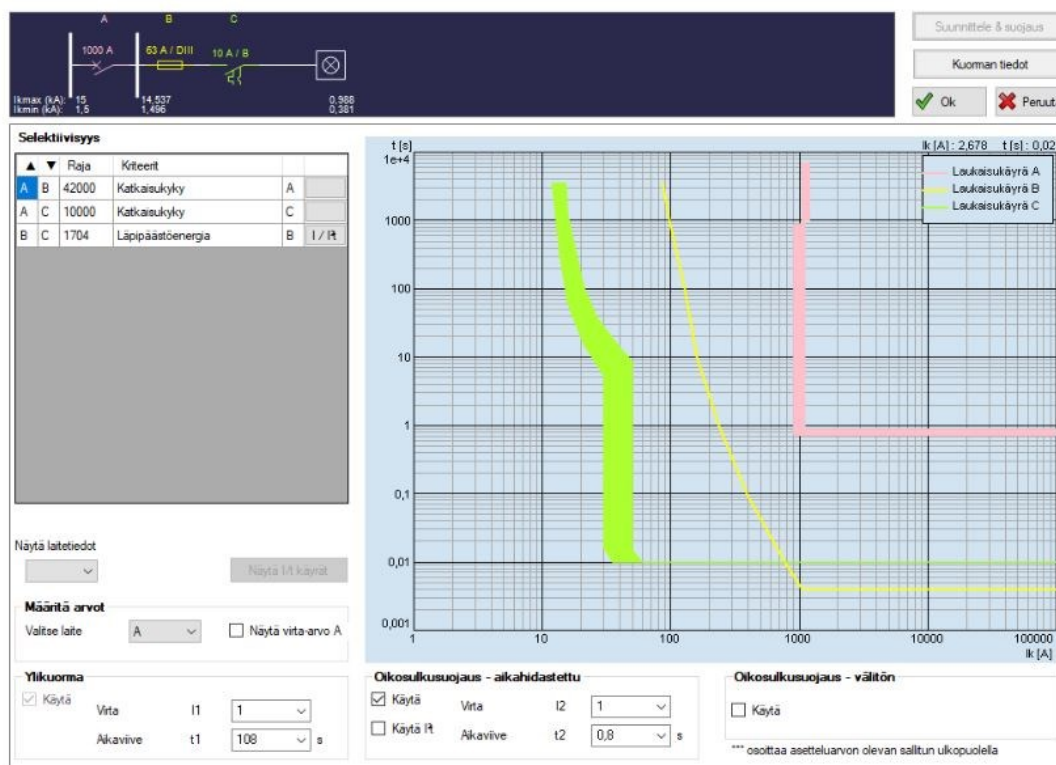 A B C
1000 A 63 A / DIII 10 A / B
Ikmax (kA): 15 14,537 0,988
Ikmin (kA): 1,5 1,496 0,381
Suunnittele & suojaus
Kuorman tiedot
Ok Peruut
Selektiivisyys
▲ ▼ Raja Kriteerit
A B 42000 Katkaisukyky A
A C 10000 Katkaisukyky C
B C 1704 Läpipäästöenergia B I / I²t
t [s] Ik [A] : 2,678 t [s] : 0,02
Laukaisukäyrä A
Laukaisukäyrä B
Laukaisukäyrä C
1e+4
1000
100
10
1
0,1
0,01
0,001
1 10 100 1000 10000 100000
Ik [A]
Näytä laitetiedot
Näytä I²t käyrät
Määritä arvot
Valitse laite A Näytä virta-arvo A
Ylikuorma
Käytä
Virta I1 1
Aikaviive t1 108 s
Oikosulkusuojaus - aikahidastettu
Käytä Virta I2 1
Käytä I²t Aikaviive t2 0,8 s
Oikosulkusuojaus - välitön
Käytä
*** osoittaa asetteluarvon olevan sallitun ulkopuolella